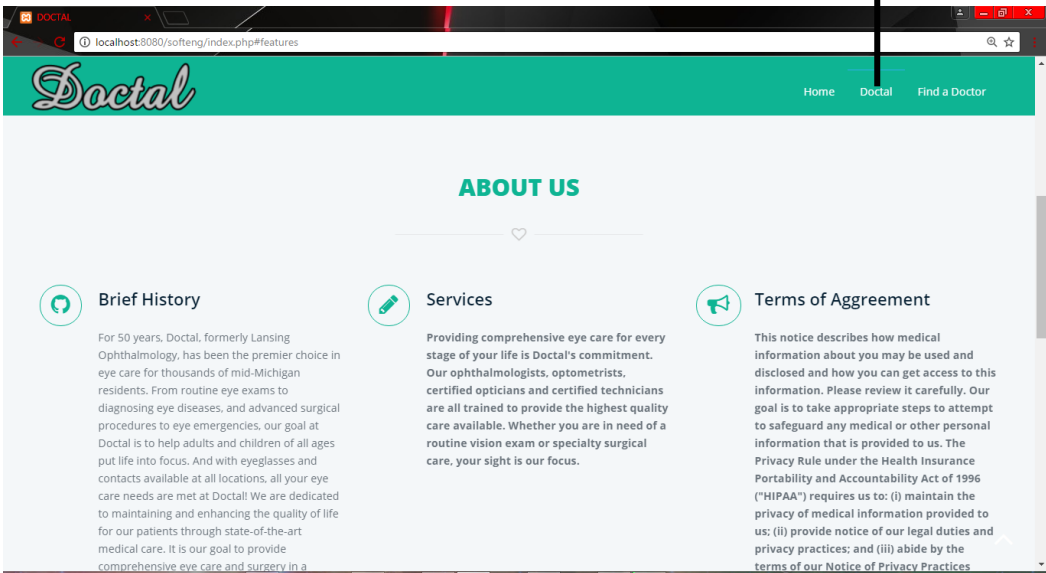 DOCTAL
localhost:8080/softeng/index.php#features
Doctal
Home Doctal Find a Doctor
ABOUT US
Brief History
For 50 years, Doctal, formerly Lansing
Ophthalmology, has been the premier choice in
eye care for thousands of mid-Michigan
residents. From routine eye exams to
diagnosing eye diseases, and advanced surgical
procedures to eye emergencies, our goal at
Doctal is to help adults and children of all ages
put life into focus. And with eyeglasses and
contacts available at all locations, all your eye
care needs are met at Doctal! We are dedicated
to maintaining and enhancing the quality of life
for our patients through state-of-the-art
medical care. It is our goal to provide
comprehensive eye care and surgery in a
Services
Providing comprehensive eye care for every
stage of your life is Doctal's commitment.
Our ophthalmologists, optometrists,
certified opticians and certified technicians
are all trained to provide the highest quality
care available. Whether you are in need of a
routine vision exam or specialty surgical
care, your sight is our focus.
Terms of Aggreement
This notice describes how medical
information about you may be used and
disclosed and how you can get access to this
information. Please review it carefully. Our
goal is to take appropriate steps to attempt
to safeguard any medical or other personal
information that is provided to us. The
Privacy Rule under the Health Insurance
Portability and Accountability Act of 1996
("HIPAA") requires us to: (i) maintain the
privacy of medical information provided to
us; (ii) provide notice of our legal duties and
privacy practices; and (iii) abide by the
terms of our Notice of Privacy Practices